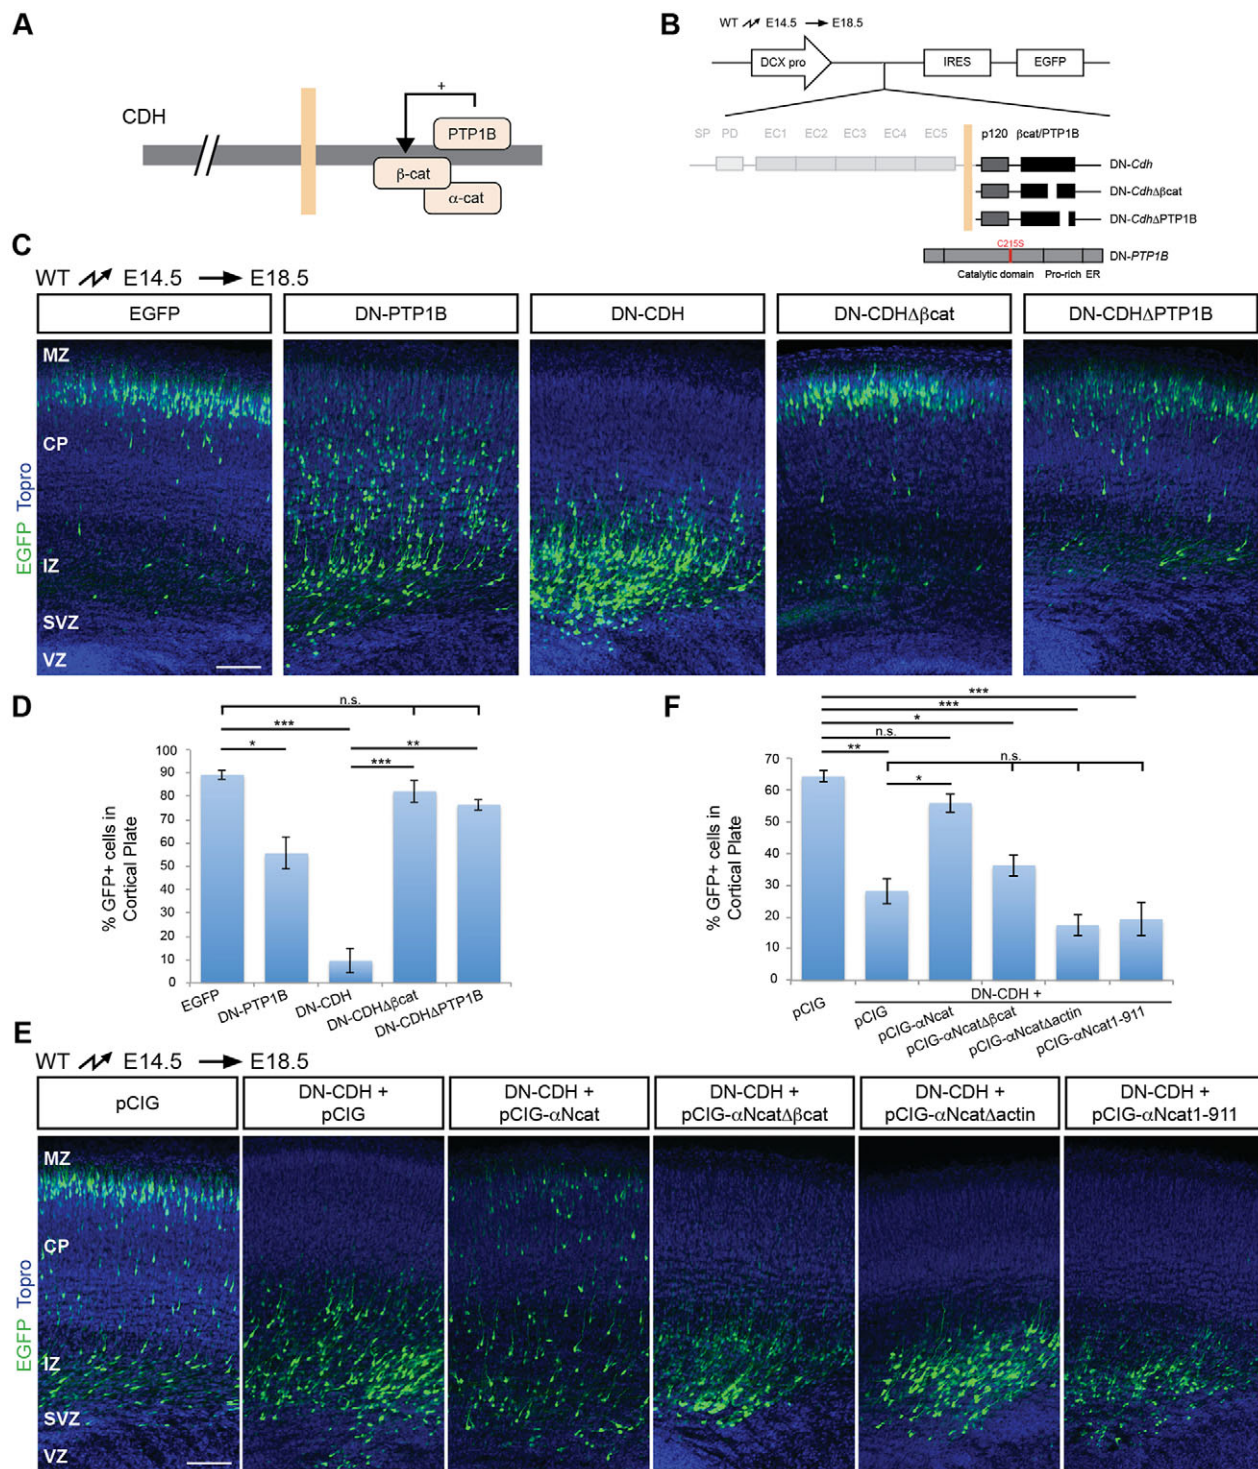 A
CDH
+
PTP1B
β-cat
α-cat
B
WT E14.5 E18.5
DCX pro
IRES
EGFP
SP PD EC1 EC2 EC3 EC4 EC5 p120 βcat/PTP1B
DN-Cdh
DN-CdhΔβcat
DN-CdhΔPTP1B
C215S
DN-PTP1B
Catalytic domain Pro-rich ER
C
WT E14.5 E18.5
EGFP DN-PTP1B DN-CDH DN-CDHΔβcat DN-CDHΔPTP1B
EGFP Topro
MZ
CP
IZ
SVZ
VZ
D
n.s.
***
* **
***
% GFP+ cells in
Cortical Plate
100
90
80
70
60
50
40
30
20
10
0
EGFP
DN-PTP1B
DN-CDH
DN-CDHΔβcat
DN-CDHΔPTP1B
F
***
***
*
n.s.
** n.s.
*
% GFP+ cells in
Cortical Plate
70
60
50
40
30
20
10
0
DN-CDH +
pCIG
pCIG
pCIG-αNcat
pCIG-αNcatΔβcat
pCIG-αNcatΔactin
pCIG-αNcat1-911
E
WT E14.5 E18.5
pCIG
DN-CDH +
pCIG
DN-CDH +
pCIG-αNcat
DN-CDH +
pCIG-αNcatΔβcat
DN-CDH +
pCIG-αNcatΔactin
DN-CDH +
pCIG-αNcat1-911
EGFP Topro
MZ
CP
IZ
SVZ
VZ